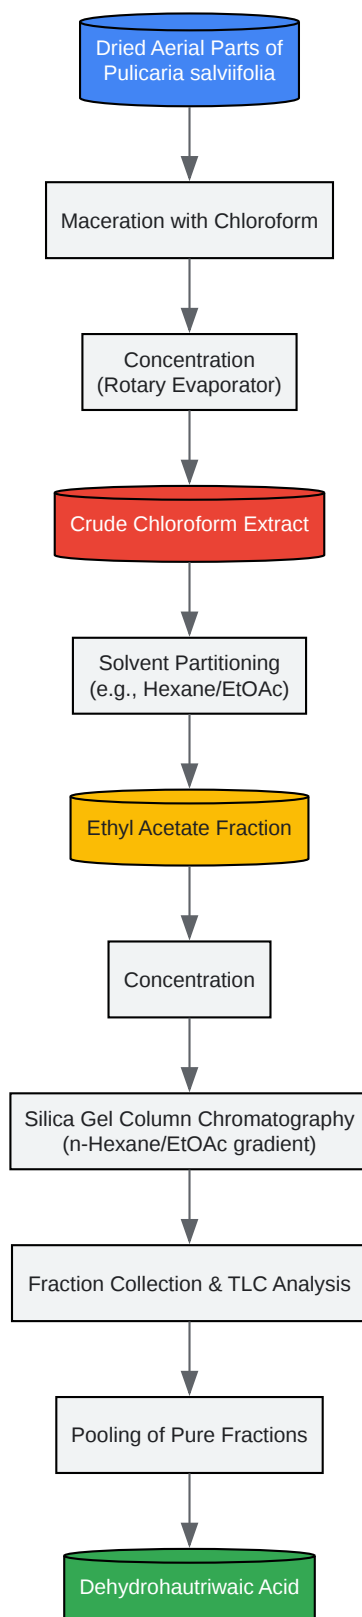 Dried Aerial Parts of
Pulicaria salviifolia
Maceration with Chloroform
Concentration
(Rotary Evaporator)
Crude Chloroform Extract
Solvent Partitioning
(e.g., Hexane/EtOAc)
Ethyl Acetate Fraction
Concentration
Silica Gel Column Chromatography
(n-Hexane/EtOAc gradient)
Fraction Collection & TLC Analysis
Pooling of Pure Fractions
Dehydrohautriwaic Acid